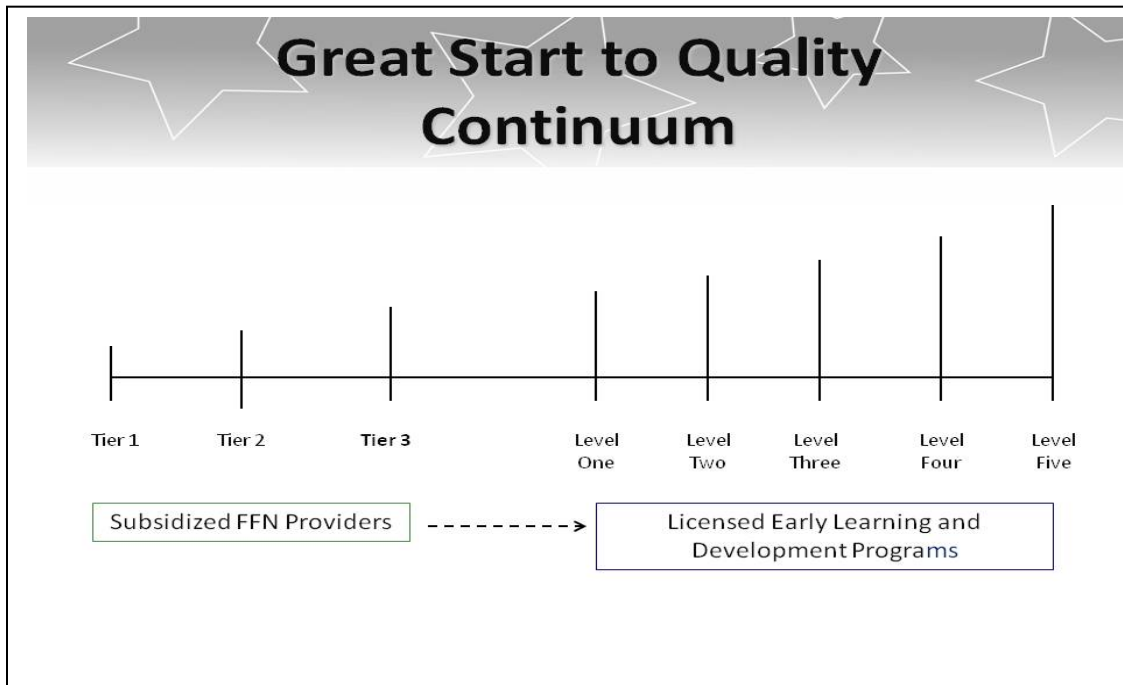 Great Start to Quality
Continuum
Tier 1
Tier 2
Tier 3
Level
One
Level
Two
Level
Three
Level
Four
Level
Five
Subsidized FFN Providers
Licensed Early Learning and
Development Programs